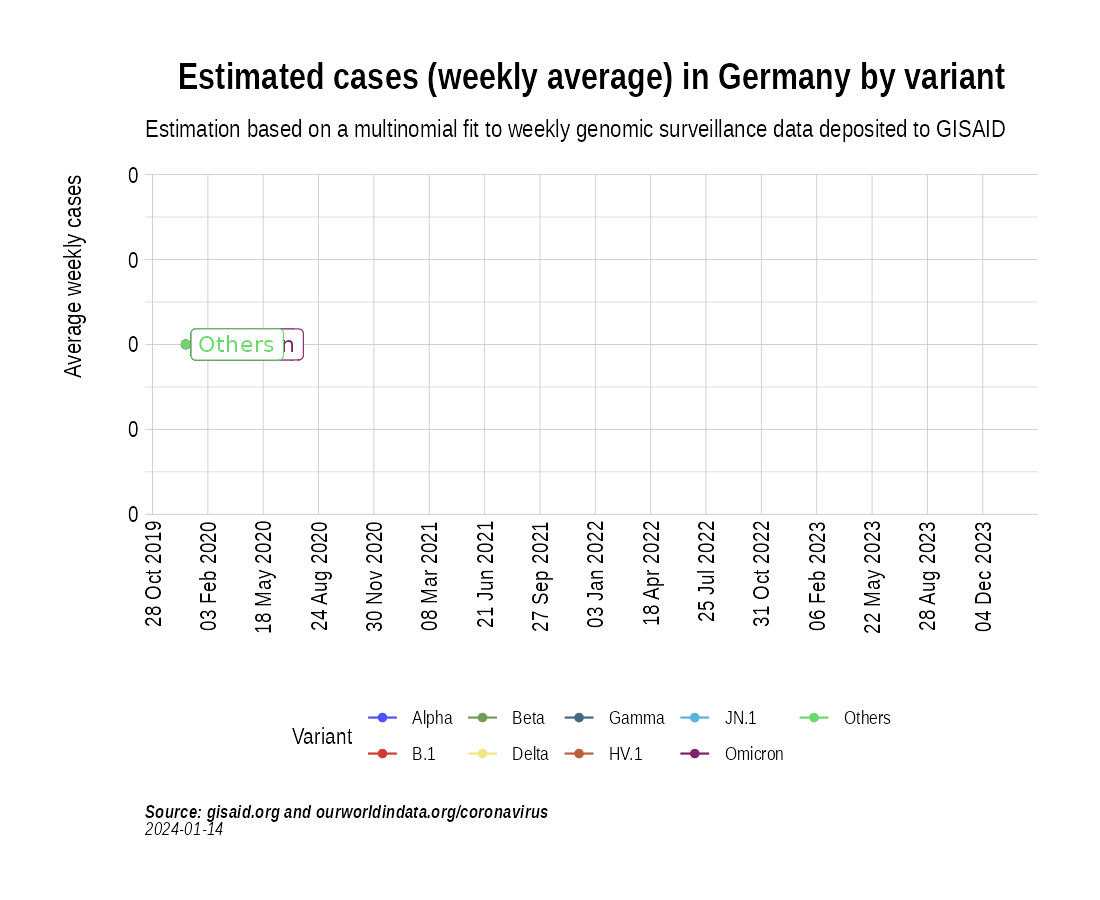 Estimated cases (weekly average) in Germany by variant
Estimation based on a multinomial fit to weekly genomic surveillance data deposited to GISAID
Average weekly cases
0
0
0
0
0
Others
n
28 Oct 2019
03 Feb 2020
18 May 2020
24 Aug 2020
30 Nov 2020
08 Mar 2021
21 Jun 2021
27 Sep 2021
03 Jan 2022
18 Apr 2022
25 Jul 2022
31 Oct 2022
06 Feb 2023
22 May 2023
28 Aug 2023
04 Dec 2023
Variant
Alpha Beta Gamma JN.1 Others
B.1 Delta HV.1 Omicron
Source: gisaid.org and ourworldindata.org/coronavirus
2024-01-14